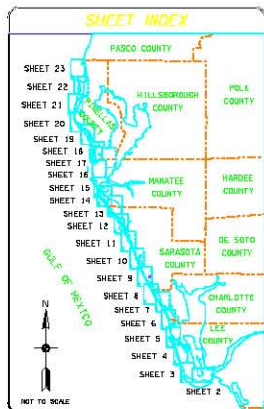 SHEET INDEX
PASCO COUNTY
SHEET 23
SHEET 22
SHEET 21
SHEET 20
SHEET 19
SHEET 18
SHEET 17
SHEET 16
SHEET 15
SHEET 14
SHEET 13
SHEET 12
SHEET 11
SHEET 10
SHEET 9
SHEET 8
SHEET 7
SHEET 6
SHEET 5
SHEET 4
SHEET 3
SHEET 2
PINELLAS
COUNTY
HILLSBOROUGH
COUNTY
POLK
COUNTY
MANATEE
COUNTY
HARDEE
COUNTY
SARASOTA
COUNTY
DE SOTO
COUNTY
CHARLOTTE
COUNTY
LEE
COUNTY
GULF OF MEXICO
N
NOT TO SCALE